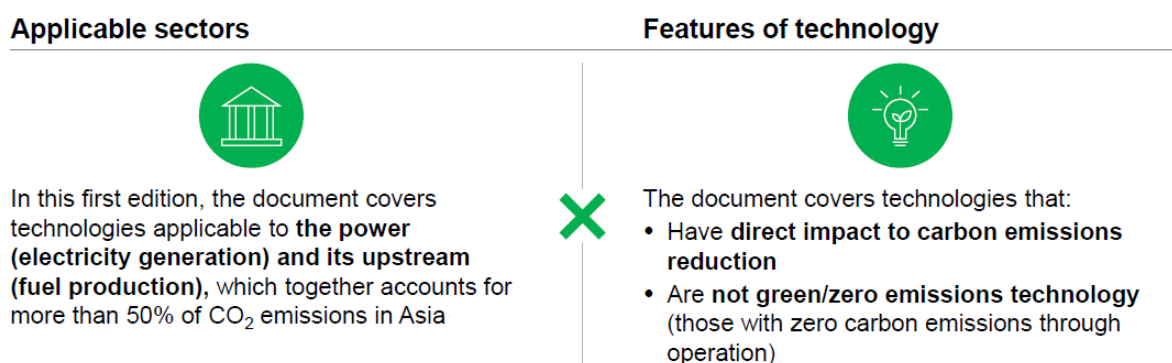 Applicable sectors
Features of technology
In this first edition, the document covers
technologies applicable to the power
(electricity generation) and its upstream
(fuel production), which together accounts for
more than 50% of CO₂ emissions in Asia
The document covers technologies that:
• Have direct impact to carbon emissions
reduction
• Are not green/zero emissions technology
(those with zero carbon emissions through
operation)